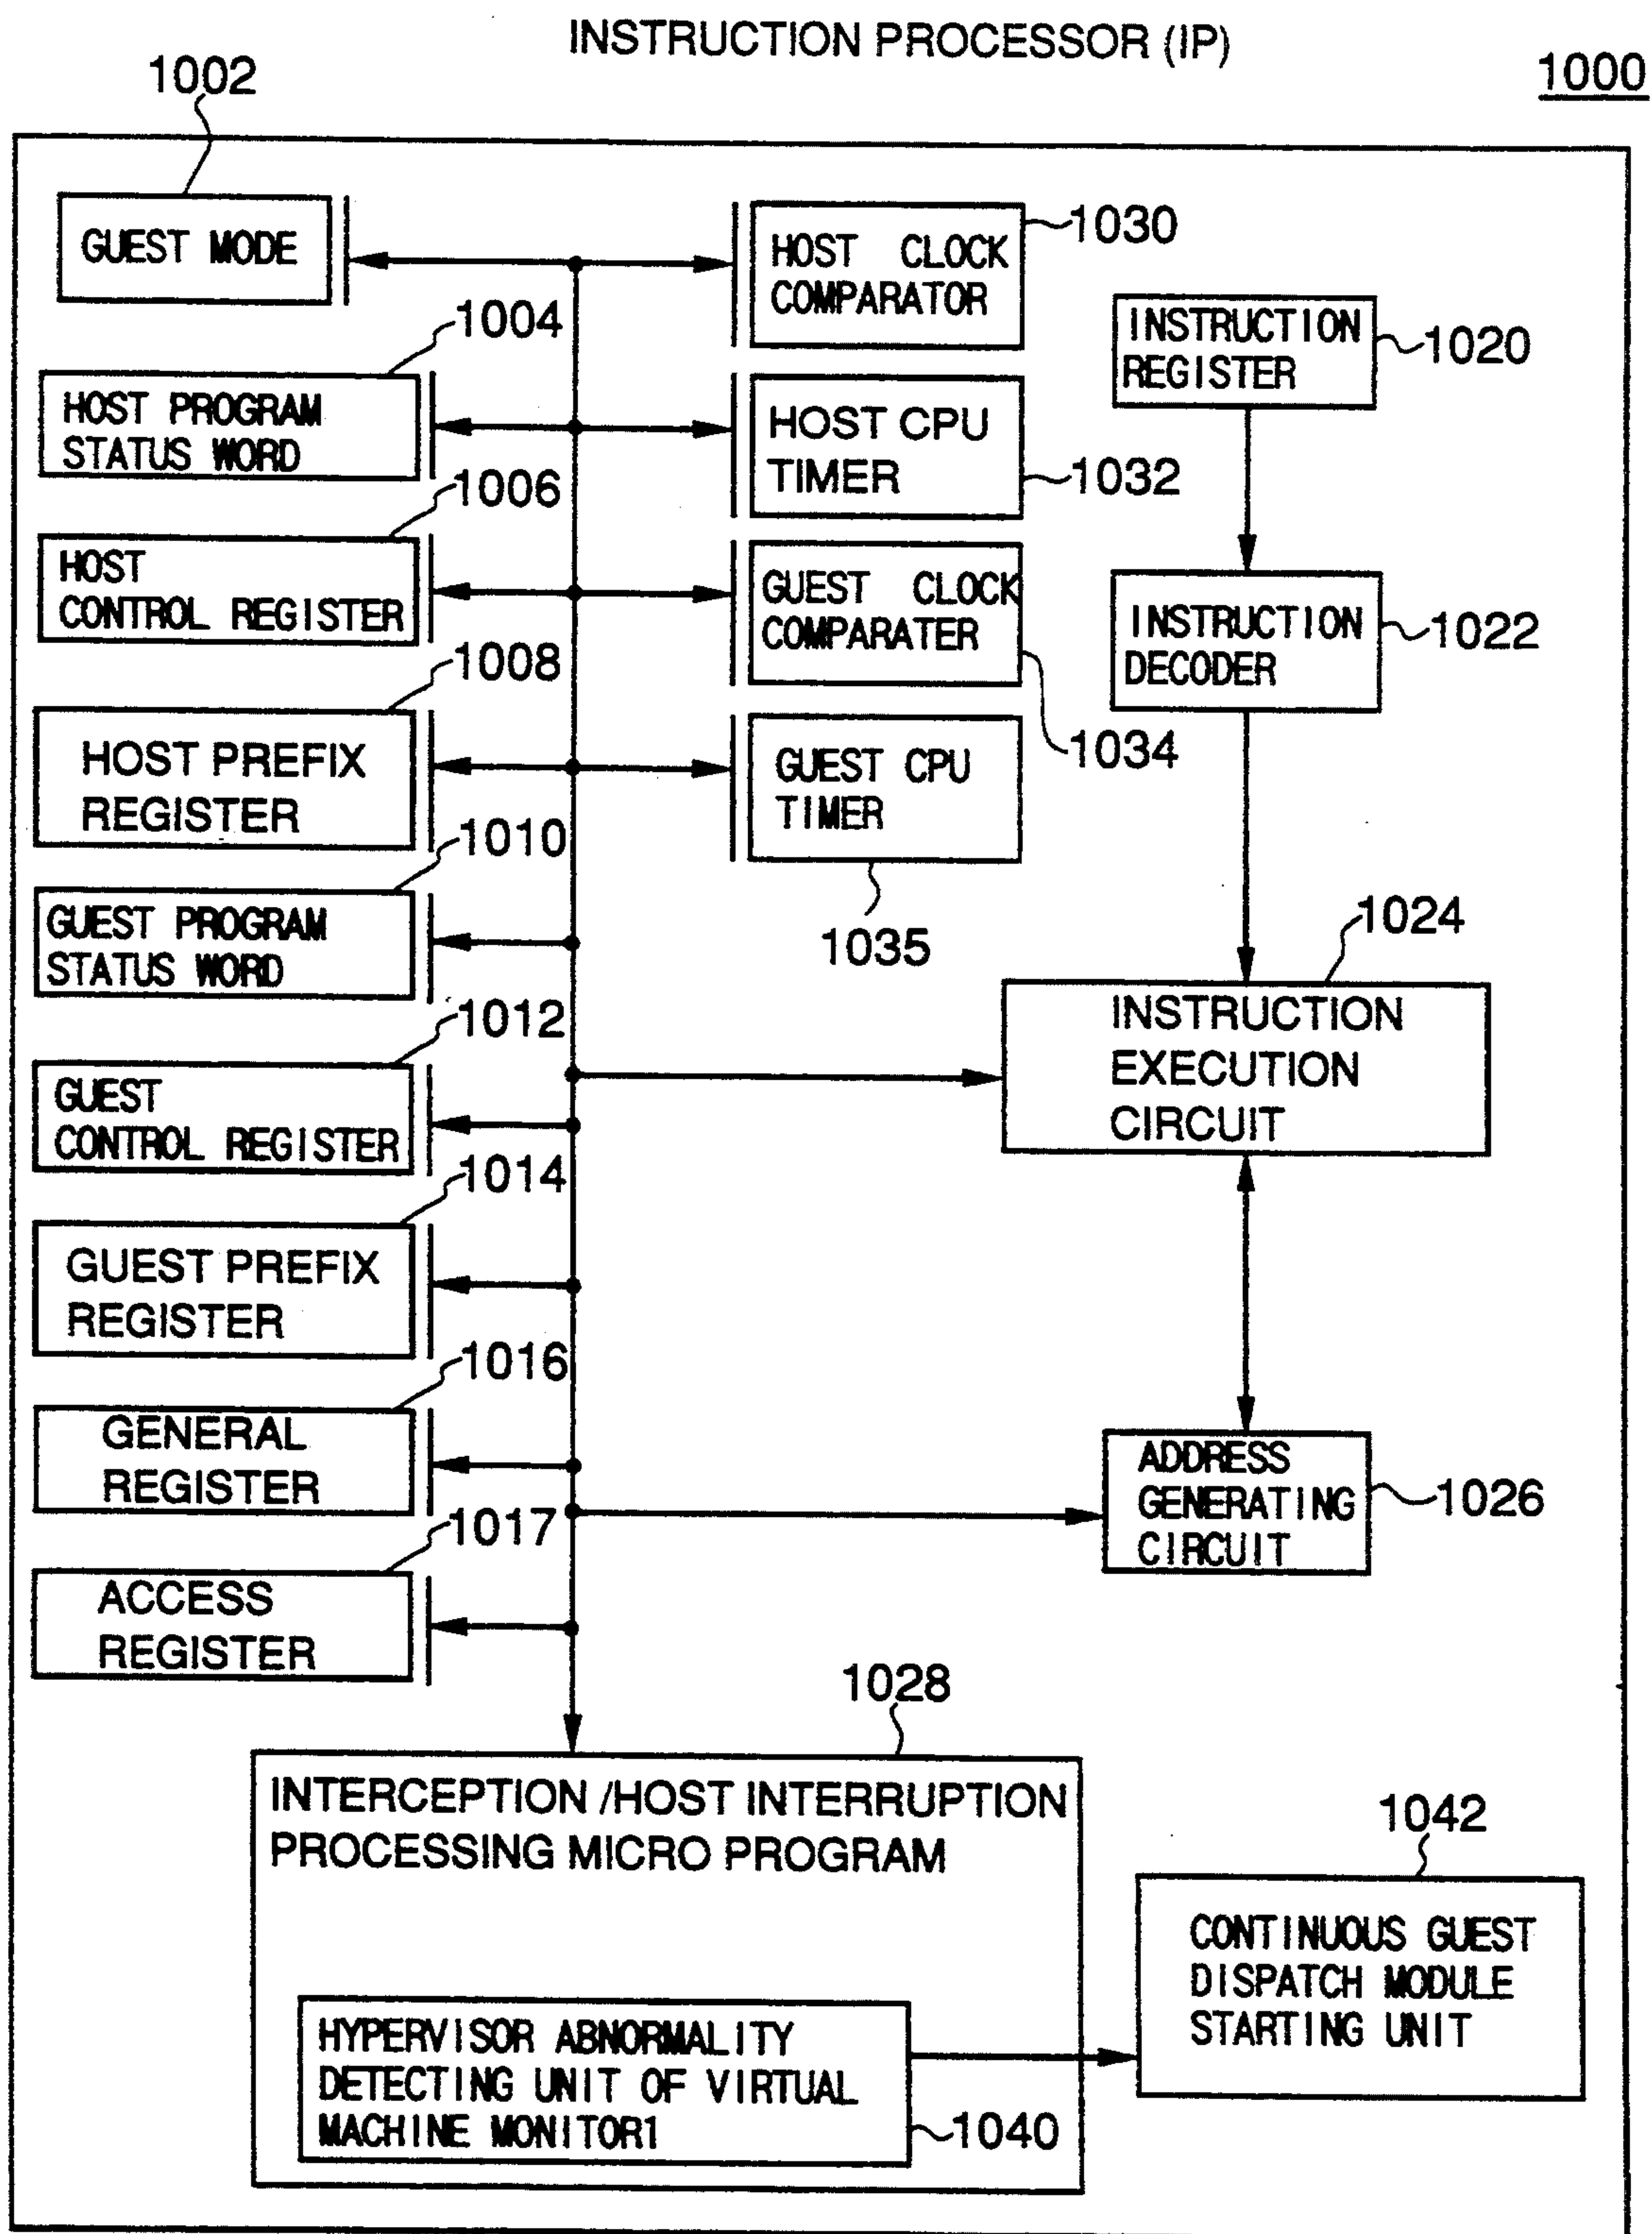 INSTRUCTION PROCESSOR (IP)
1000
1002
GUEST MODE
1004
HOST PROGRAM
STATUS WORD
1006
HOST
CONTROL REGISTER
1008
HOST PREFIX
REGISTER
1010
GUEST PROGRAM
STATUS WORD
1012
GUEST
CONTROL REGISTER
1014
GUEST PREFIX
REGISTER
1016
GENERAL
REGISTER
1017
ACCESS
REGISTER
HOST CLOCK
COMPARATOR
1030
HOST CPU
TIMER
1032
GUEST CLOCK
COMPARATER
1034
GUEST CPU
TIMER
1035
INSTRUCTION
REGISTER
1020
INSTRUCTION
DECODER
1022
1024
INSTRUCTION
EXECUTION
CIRCUIT
ADDRESS
GENERATING
CIRCUIT
1026
1028
INTERCEPTION /HOST INTERRUPTION
PROCESSING MICRO PROGRAM
HYPERVISOR ABNORMALITY
DETECTING UNIT OF VIRTUAL
MACHINE MONITOR1
1040
1042
CONTINUOUS GUEST
DISPATCH MODULE
STARTING UNIT